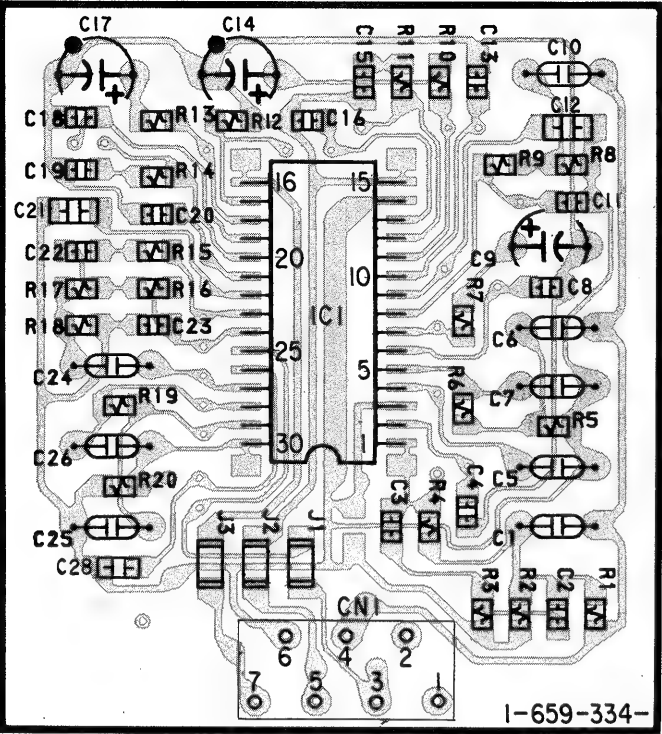 C17 C14 C15 R11 R10 C13 C10
C18 R13 R12 C16 C12
C19 R14 R9 R8
16 15
C21 C20 C11
C22 R15 20 10 C9
R17 R16 R7 C8
R18 C23 IC1 C6
25
C24 5 R6 C7
R19 R5
C26 30 1
R20 C3 R4 C4 C5
C25 J3 J2 J1 C1
C28 R3 R2 C2 R1
CN1
6 4 2
7 5 3 1
1-659-334-